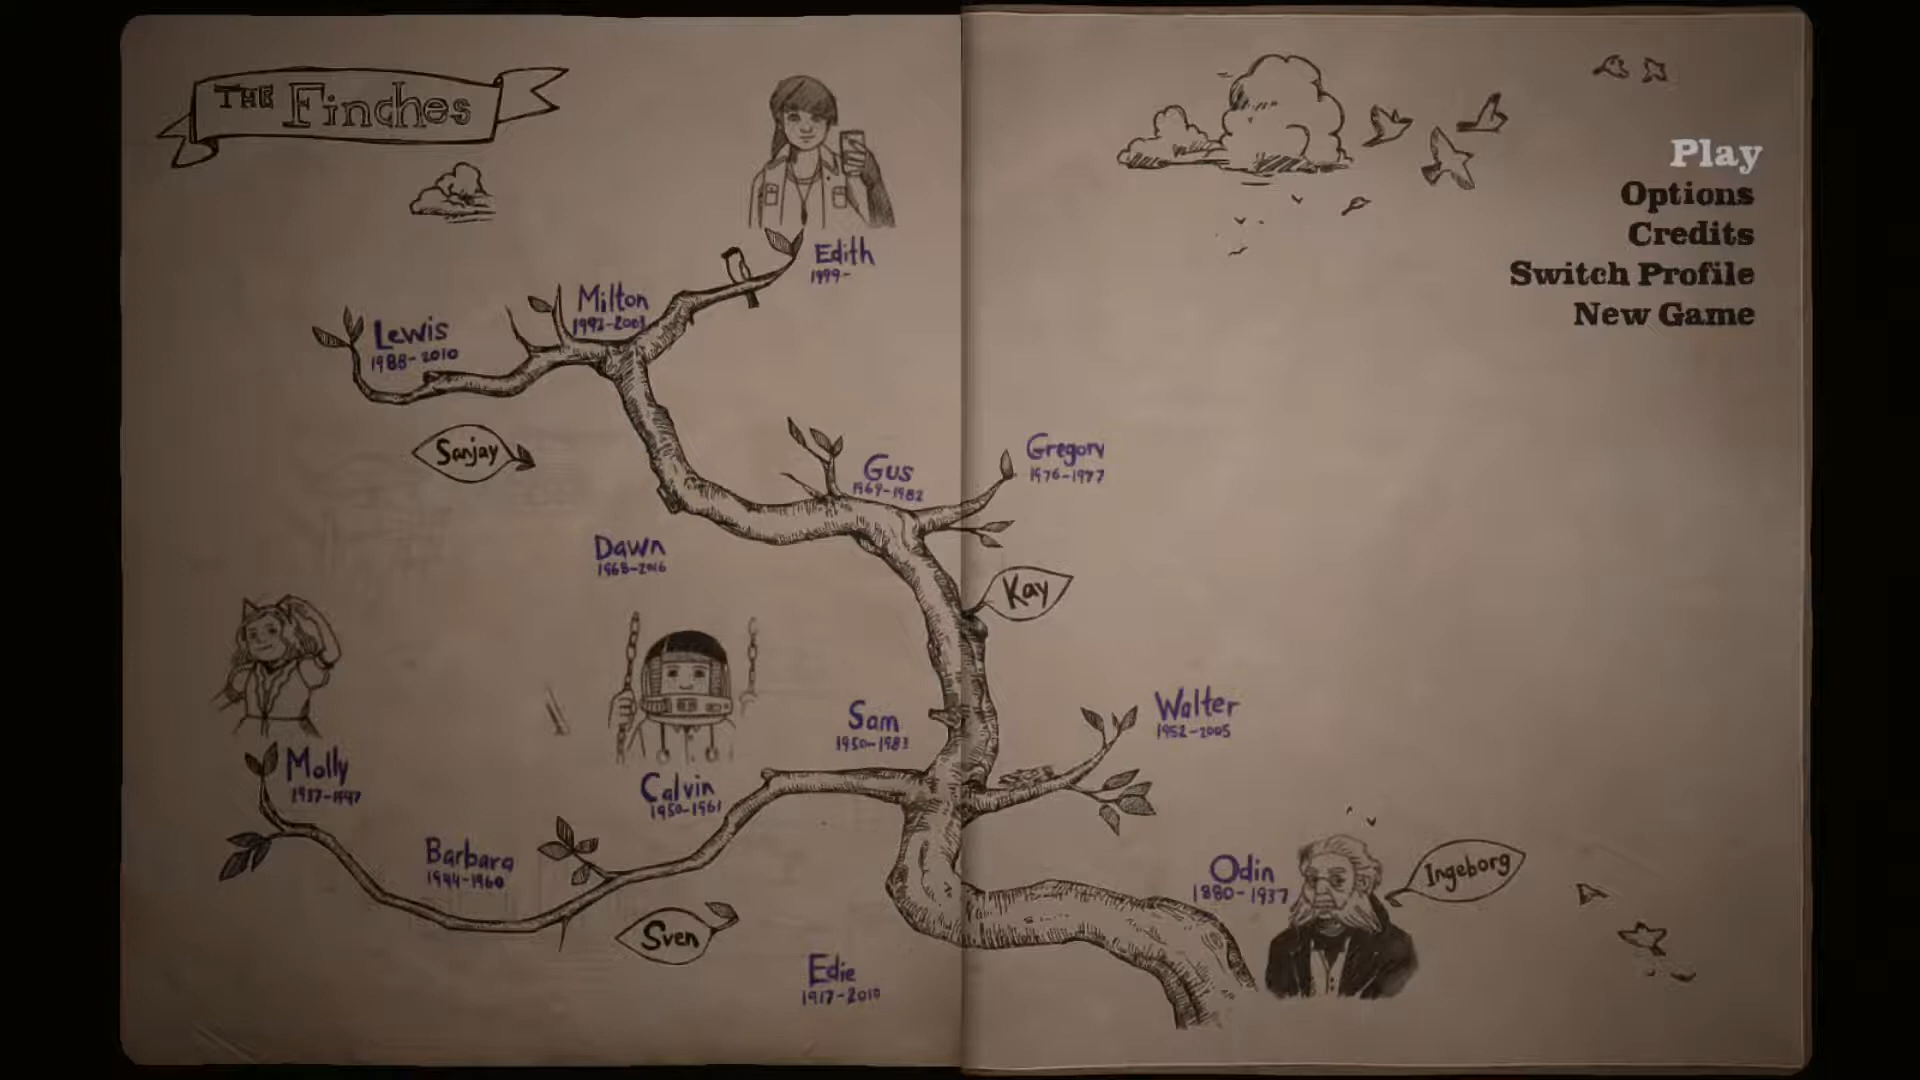 THE Finches
Edith
1999-
Milton
1992-2003
Lewis
1988-2010
Sanjay
Gus
1969-1982
Gregory
1976-1977
Dawn
1968-2016
Kay
Sam
1950-1983
Walter
1952-2005
Molly
1937-1947
Calvin
1950-1961
Barbara
1944-1960
Sven
Odin
1880-1937
Ingeborg
Edie
1917-2010
Play
Options
Credits
Switch Profile
New Game